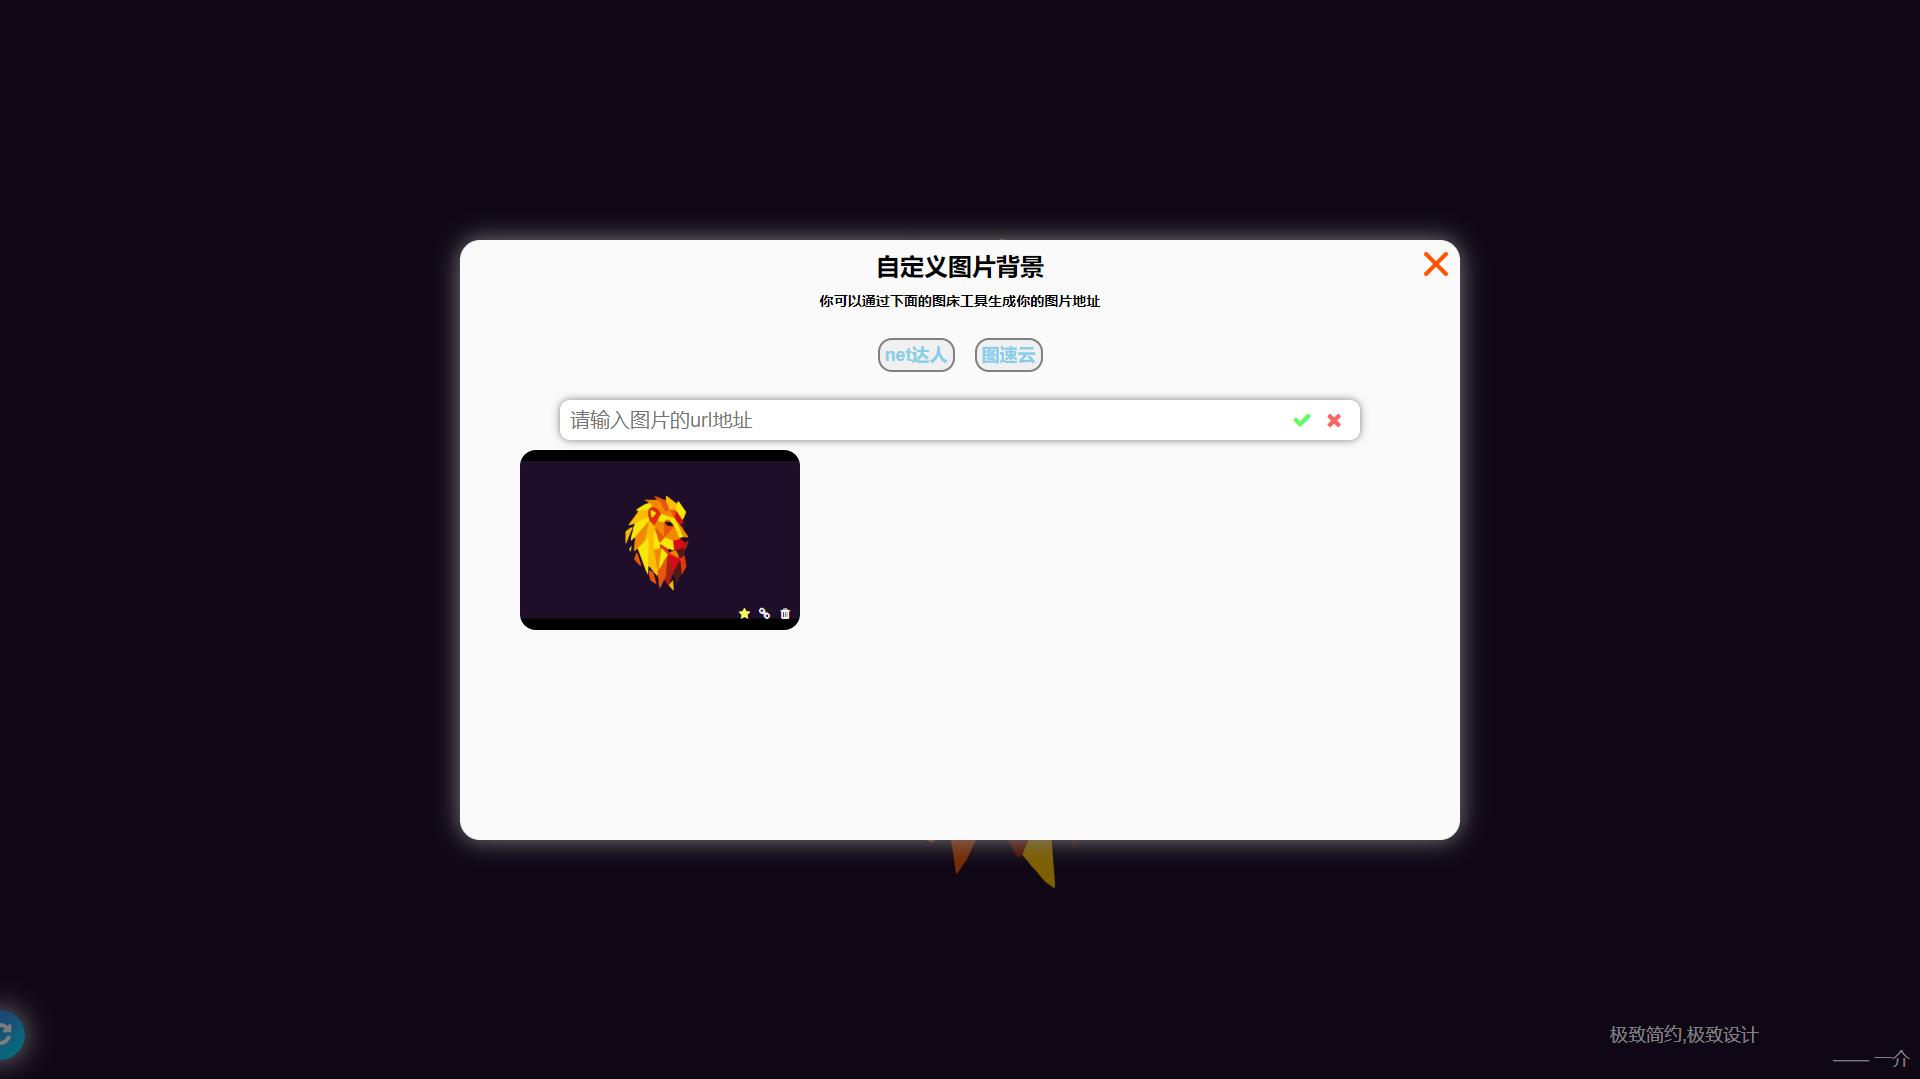 自定义图片背景
你可以通过下面的图床工具生成你的图片地址
net达人 图速云
请输入图片的url地址
极致简约,极致设计
—— 一介